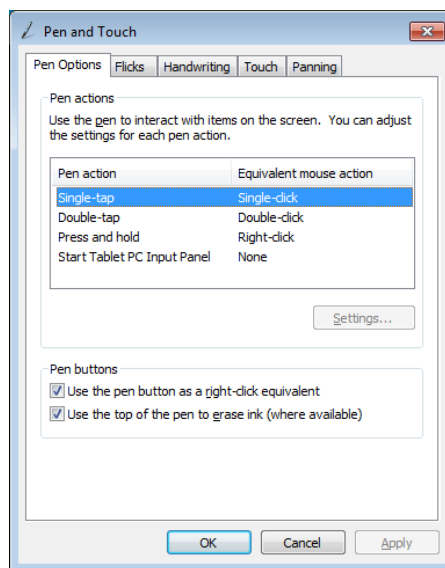 Pen and Touch
Pen Options Flicks Handwriting Touch Panning
Pen actions
Use the pen to interact with items on the screen. You can adjust
the settings for each pen action.
Pen action Equivalent mouse action
Single-tap Single-click
Double-tap Double-click
Press and hold Right-click
Start Tablet PC Input Panel None
Settings...
Pen buttons
Use the pen button as a right-click equivalent
Use the top of the pen to erase ink (where available)
OK Cancel Apply